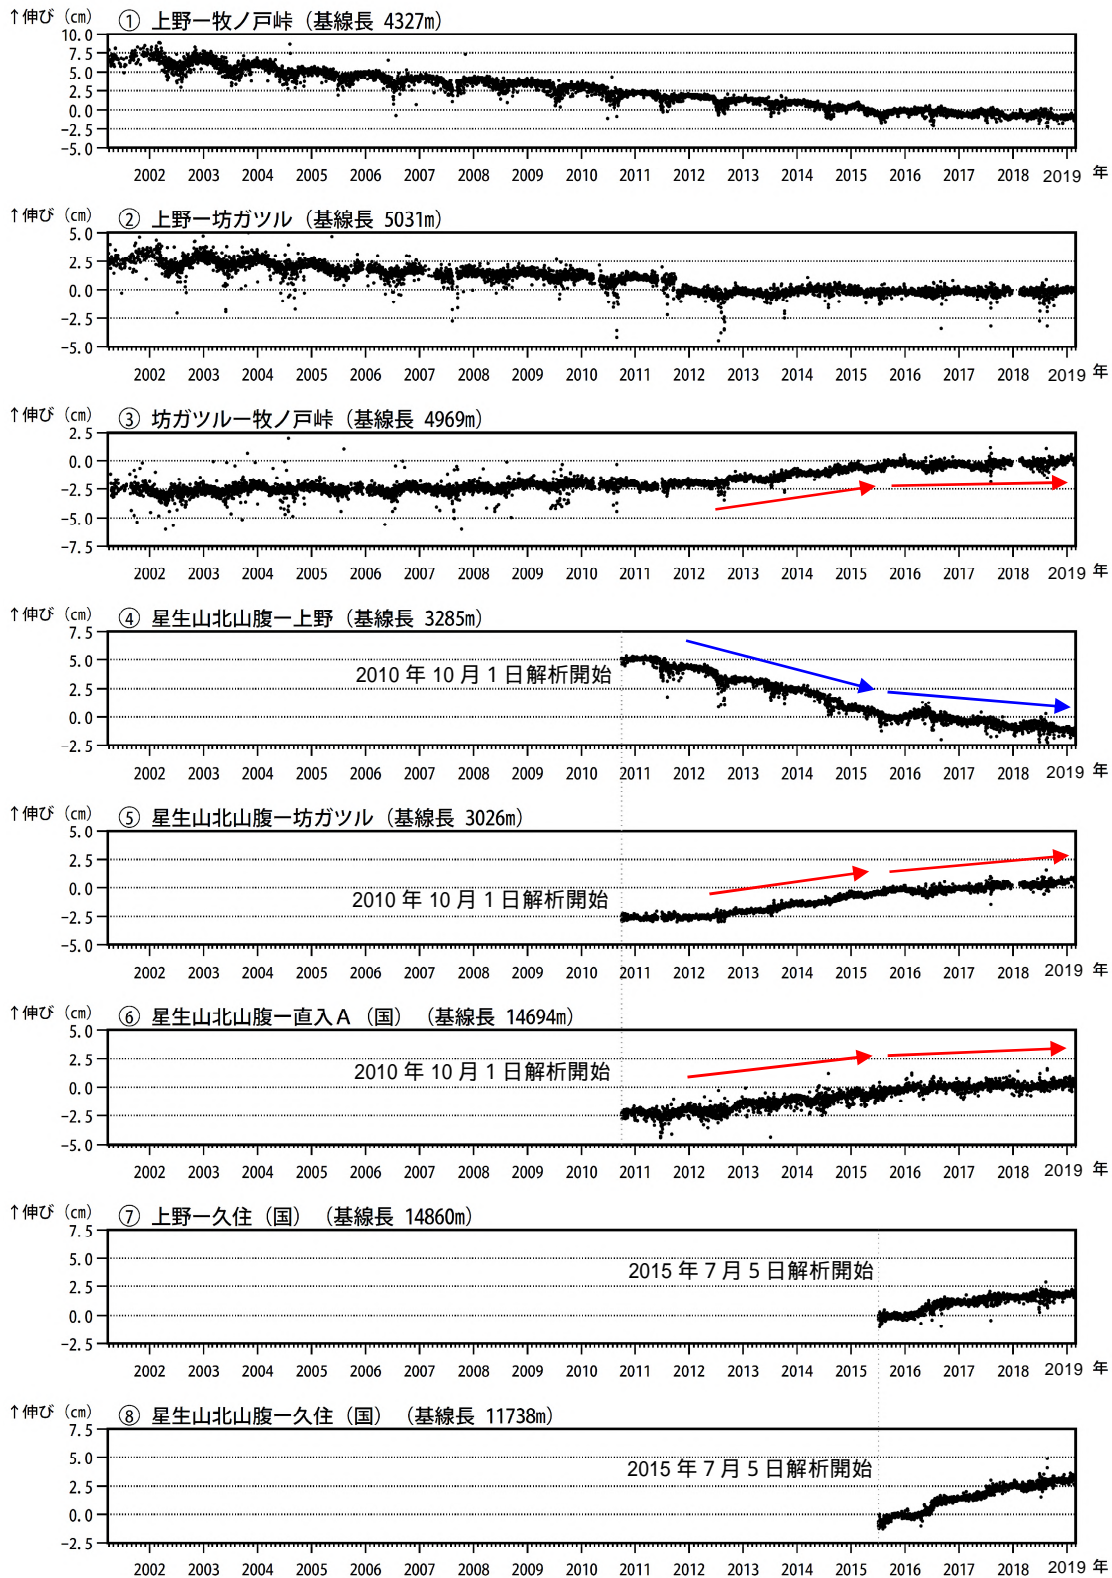 ↑伸び（㎝） ① 上野ー牧ノ戸峠（基線長 4327m）
10.0
7.5
5.0
2.5
0.0
−2.5
−5.0
2002 2003 2004 2005 2006 2007 2008 2009 2010 2011 2012 2013 2014 2015 2016 2017 2018 2019 年
↑伸び（㎝） ② 上野ー坊ガツル（基線長 5031m）
5.0
2.5
0.0
−2.5
−5.0
2002 2003 2004 2005 2006 2007 2008 2009 2010 2011 2012 2013 2014 2015 2016 2017 2018 2019 年
↑伸び（㎝） ③ 坊ガツルー牧ノ戸峠（基線長 4969m）
2.5
0.0
−2.5
−5.0
−7.5
2002 2003 2004 2005 2006 2007 2008 2009 2010 2011 2012 2013 2014 2015 2016 2017 2018 2019 年
↑伸び（㎝） ④ 星生山北山腹ー上野（基線長 3285m）
7.5
5.0
2010 年 10 月 1 日解析開始
2.5
0.0
−2.5
2002 2003 2004 2005 2006 2007 2008 2009 2010 2011 2012 2013 2014 2015 2016 2017 2018 2019 年
↑伸び（㎝） ⑤ 星生山北山腹ー坊ガツル（基線長 3026m）
5.0
2.5
0.0
2010 年 10 月 1 日解析開始
−2.5
−5.0
2002 2003 2004 2005 2006 2007 2008 2009 2010 2011 2012 2013 2014 2015 2016 2017 2018 2019 年
↑伸び（㎝） ⑥ 星生山北山腹ー直入Ａ（国）（基線長 14694m）
5.0
2.5
2010 年 10 月 1 日解析開始
0.0
−2.5
−5.0
2002 2003 2004 2005 2006 2007 2008 2009 2010 2011 2012 2013 2014 2015 2016 2017 2018 2019 年
↑伸び（㎝） ⑦ 上野ー久住（国）（基線長 14860m）
7.5
5.0
2015 年 7 月 5 日解析開始
2.5
0.0
−2.5
2002 2003 2004 2005 2006 2007 2008 2009 2010 2011 2012 2013 2014 2015 2016 2017 2018 2019 年
↑伸び（㎝） ⑧ 星生山北山腹ー久住（国）（基線長 11738m）
7.5
5.0
2015 年 7 月 5 日解析開始
2.5
0.0
−2.5
2002 2003 2004 2005 2006 2007 2008 2009 2010 2011 2012 2013 2014 2015 2016 2017 2018 2019 年